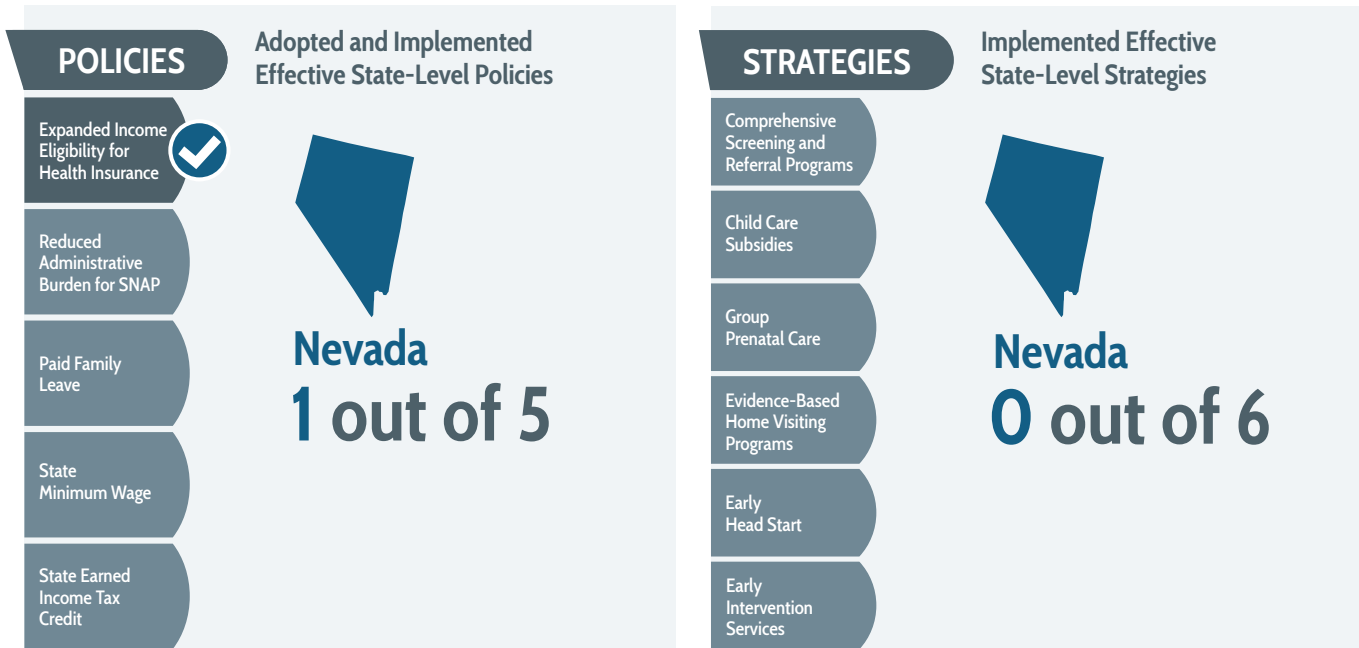 POLICIES
Adopted and Implemented
Effective State-Level Policies
Expanded Income
Eligibility for
Health Insurance
Reduced
Administrative
Burden for SNAP
Paid Family
Leave
State
Minimum Wage
State Earned
Income Tax
Credit
Nevada
1 out of 5
STRATEGIES
Implemented Effective
State-Level Strategies
Comprehensive
Screening and
Referral Programs
Child Care
Subsidies
Group
Prenatal Care
Evidence-Based
Home Visiting
Programs
Early
Head Start
Early
Intervention
Services
Nevada
0 out of 6